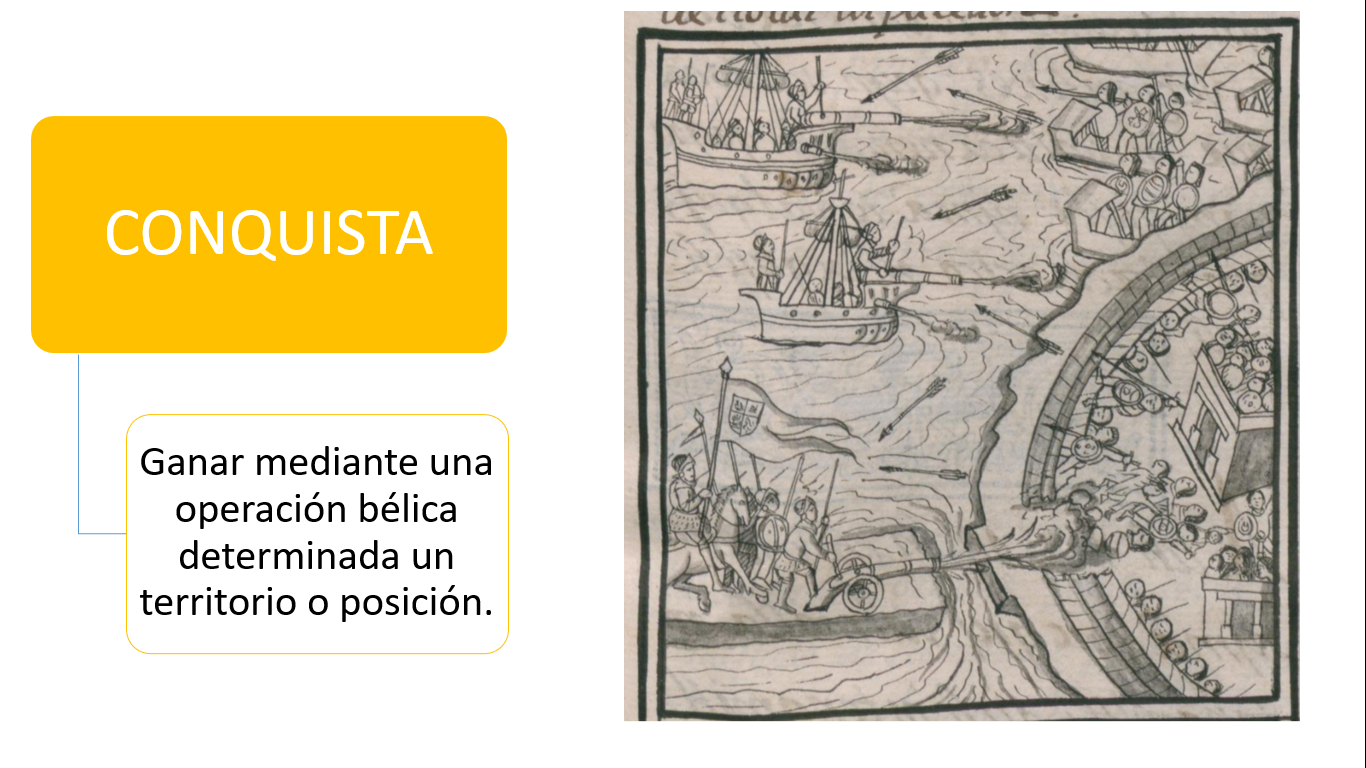 CONQUISTA
Ganar mediante una
operación bélica
determinada un
territorio o posición.